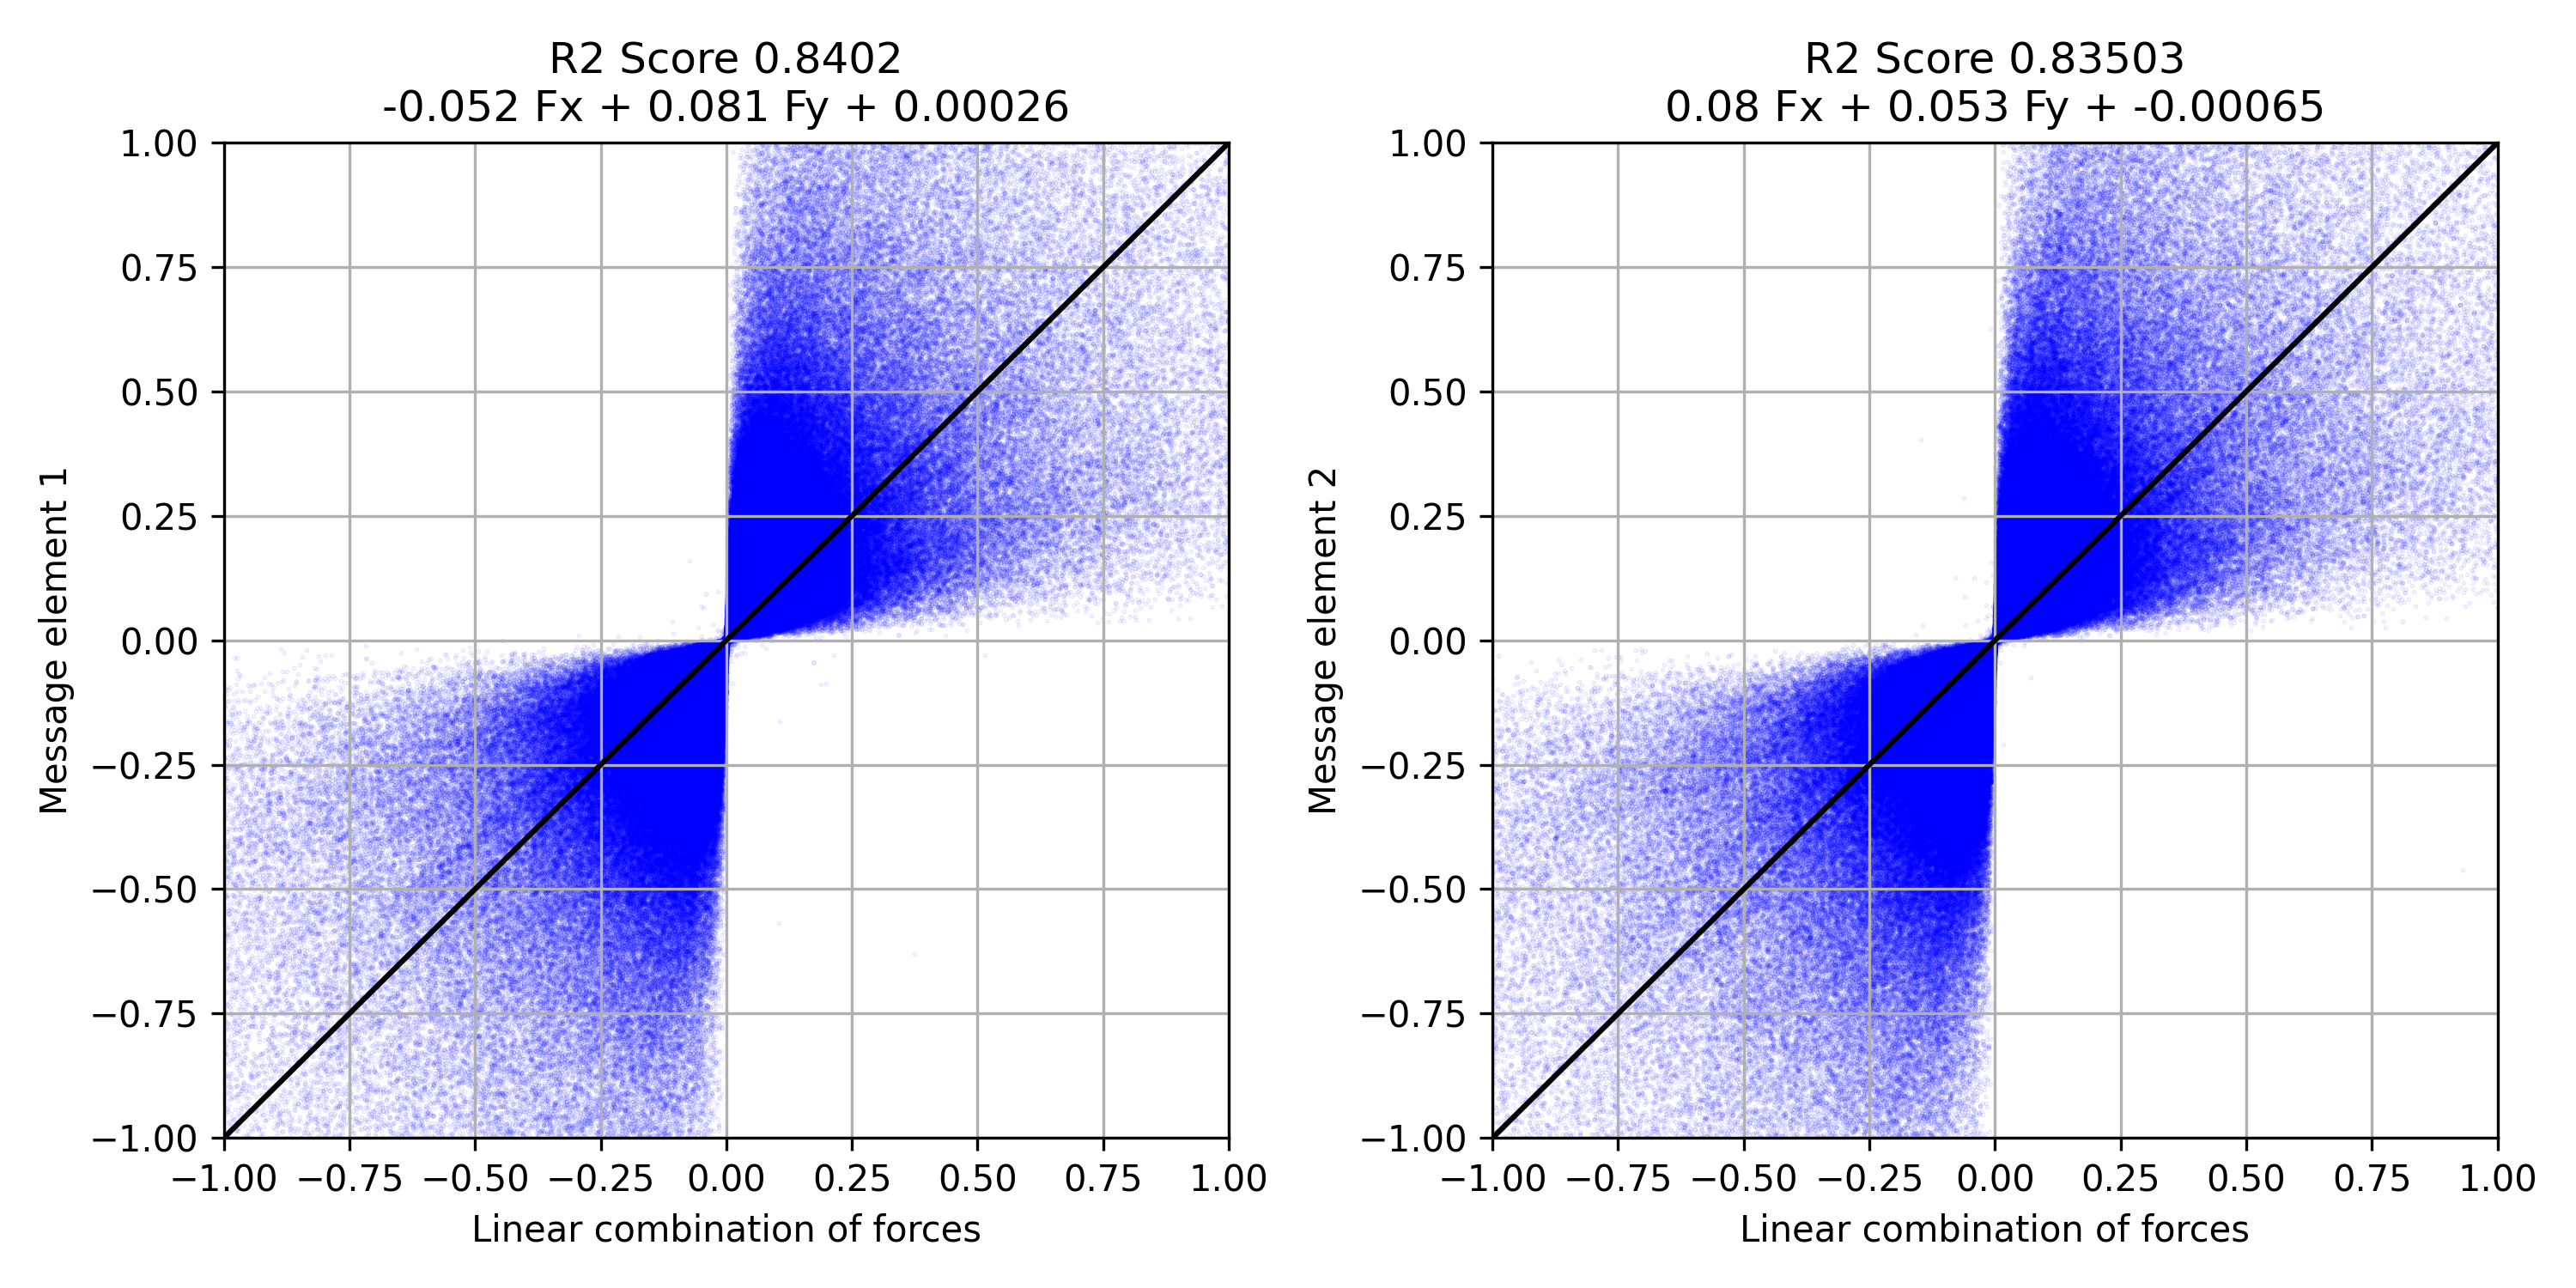 R2 Score 0.8402
-0.052 Fx + 0.081 Fy + 0.00026
1.00
0.75
0.50
0.25
0.00
−0.25
−0.50
−0.75
−1.00
Message element 1
−1.00 −0.75 −0.50 −0.25 0.00 0.25 0.50 0.75 1.00
Linear combination of forces
R2 Score 0.83503
0.08 Fx + 0.053 Fy + -0.00065
1.00
0.75
0.50
0.25
0.00
−0.25
−0.50
−0.75
−1.00
Message element 2
−1.00 −0.75 −0.50 −0.25 0.00 0.25 0.50 0.75 1.00
Linear combination of forces